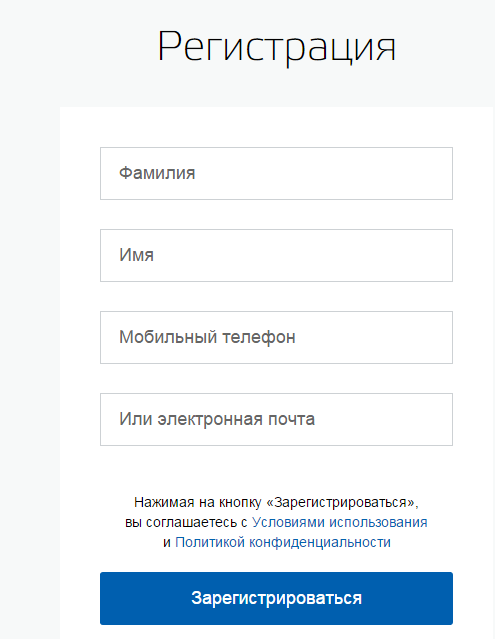 Регистрация
Фамилия
Имя
Мобильный телефон
Или электронная почта
Нажимая на кнопку «Зарегистрироваться»,
вы соглашаетесь с Условиями использования
и Политикой конфиденциальности
Зарегистрироваться